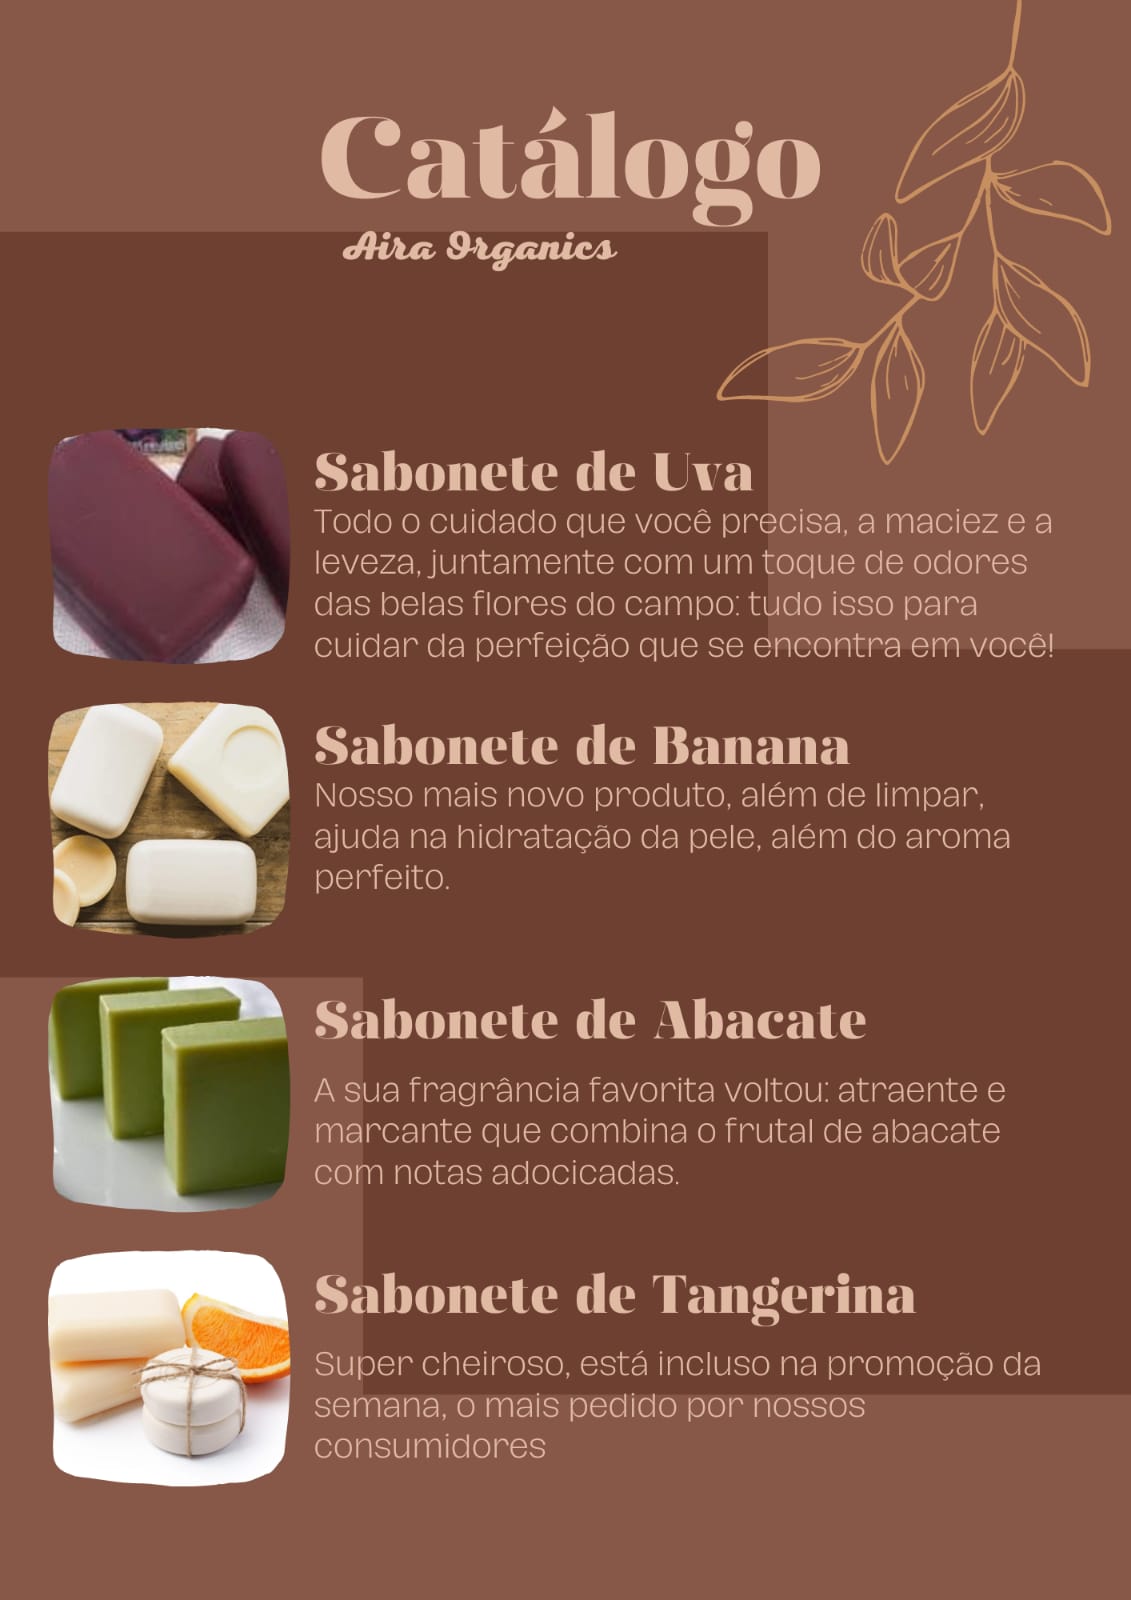 Catálogo
Aira Organics
Sabonete de Uva
Todo o cuidado que você precisa, a maciez e a
leveza, juntamente com um toque de odores
das belas flores do campo: tudo isso para
cuidar da perfeição que se encontra em você!
Sabonete de Banana
Nosso mais novo produto, além de limpar,
ajuda na hidratação da pele, além do aroma
perfeito.
Sabonete de Abacate
A sua fragrância favorita voltou: atraente e
marcante que combina o frutal de abacate
com notas adocicadas.
Sabonete de Tangerina
Super cheiroso, está incluso na promoção da
semana, o mais pedido por nossos
consumidores